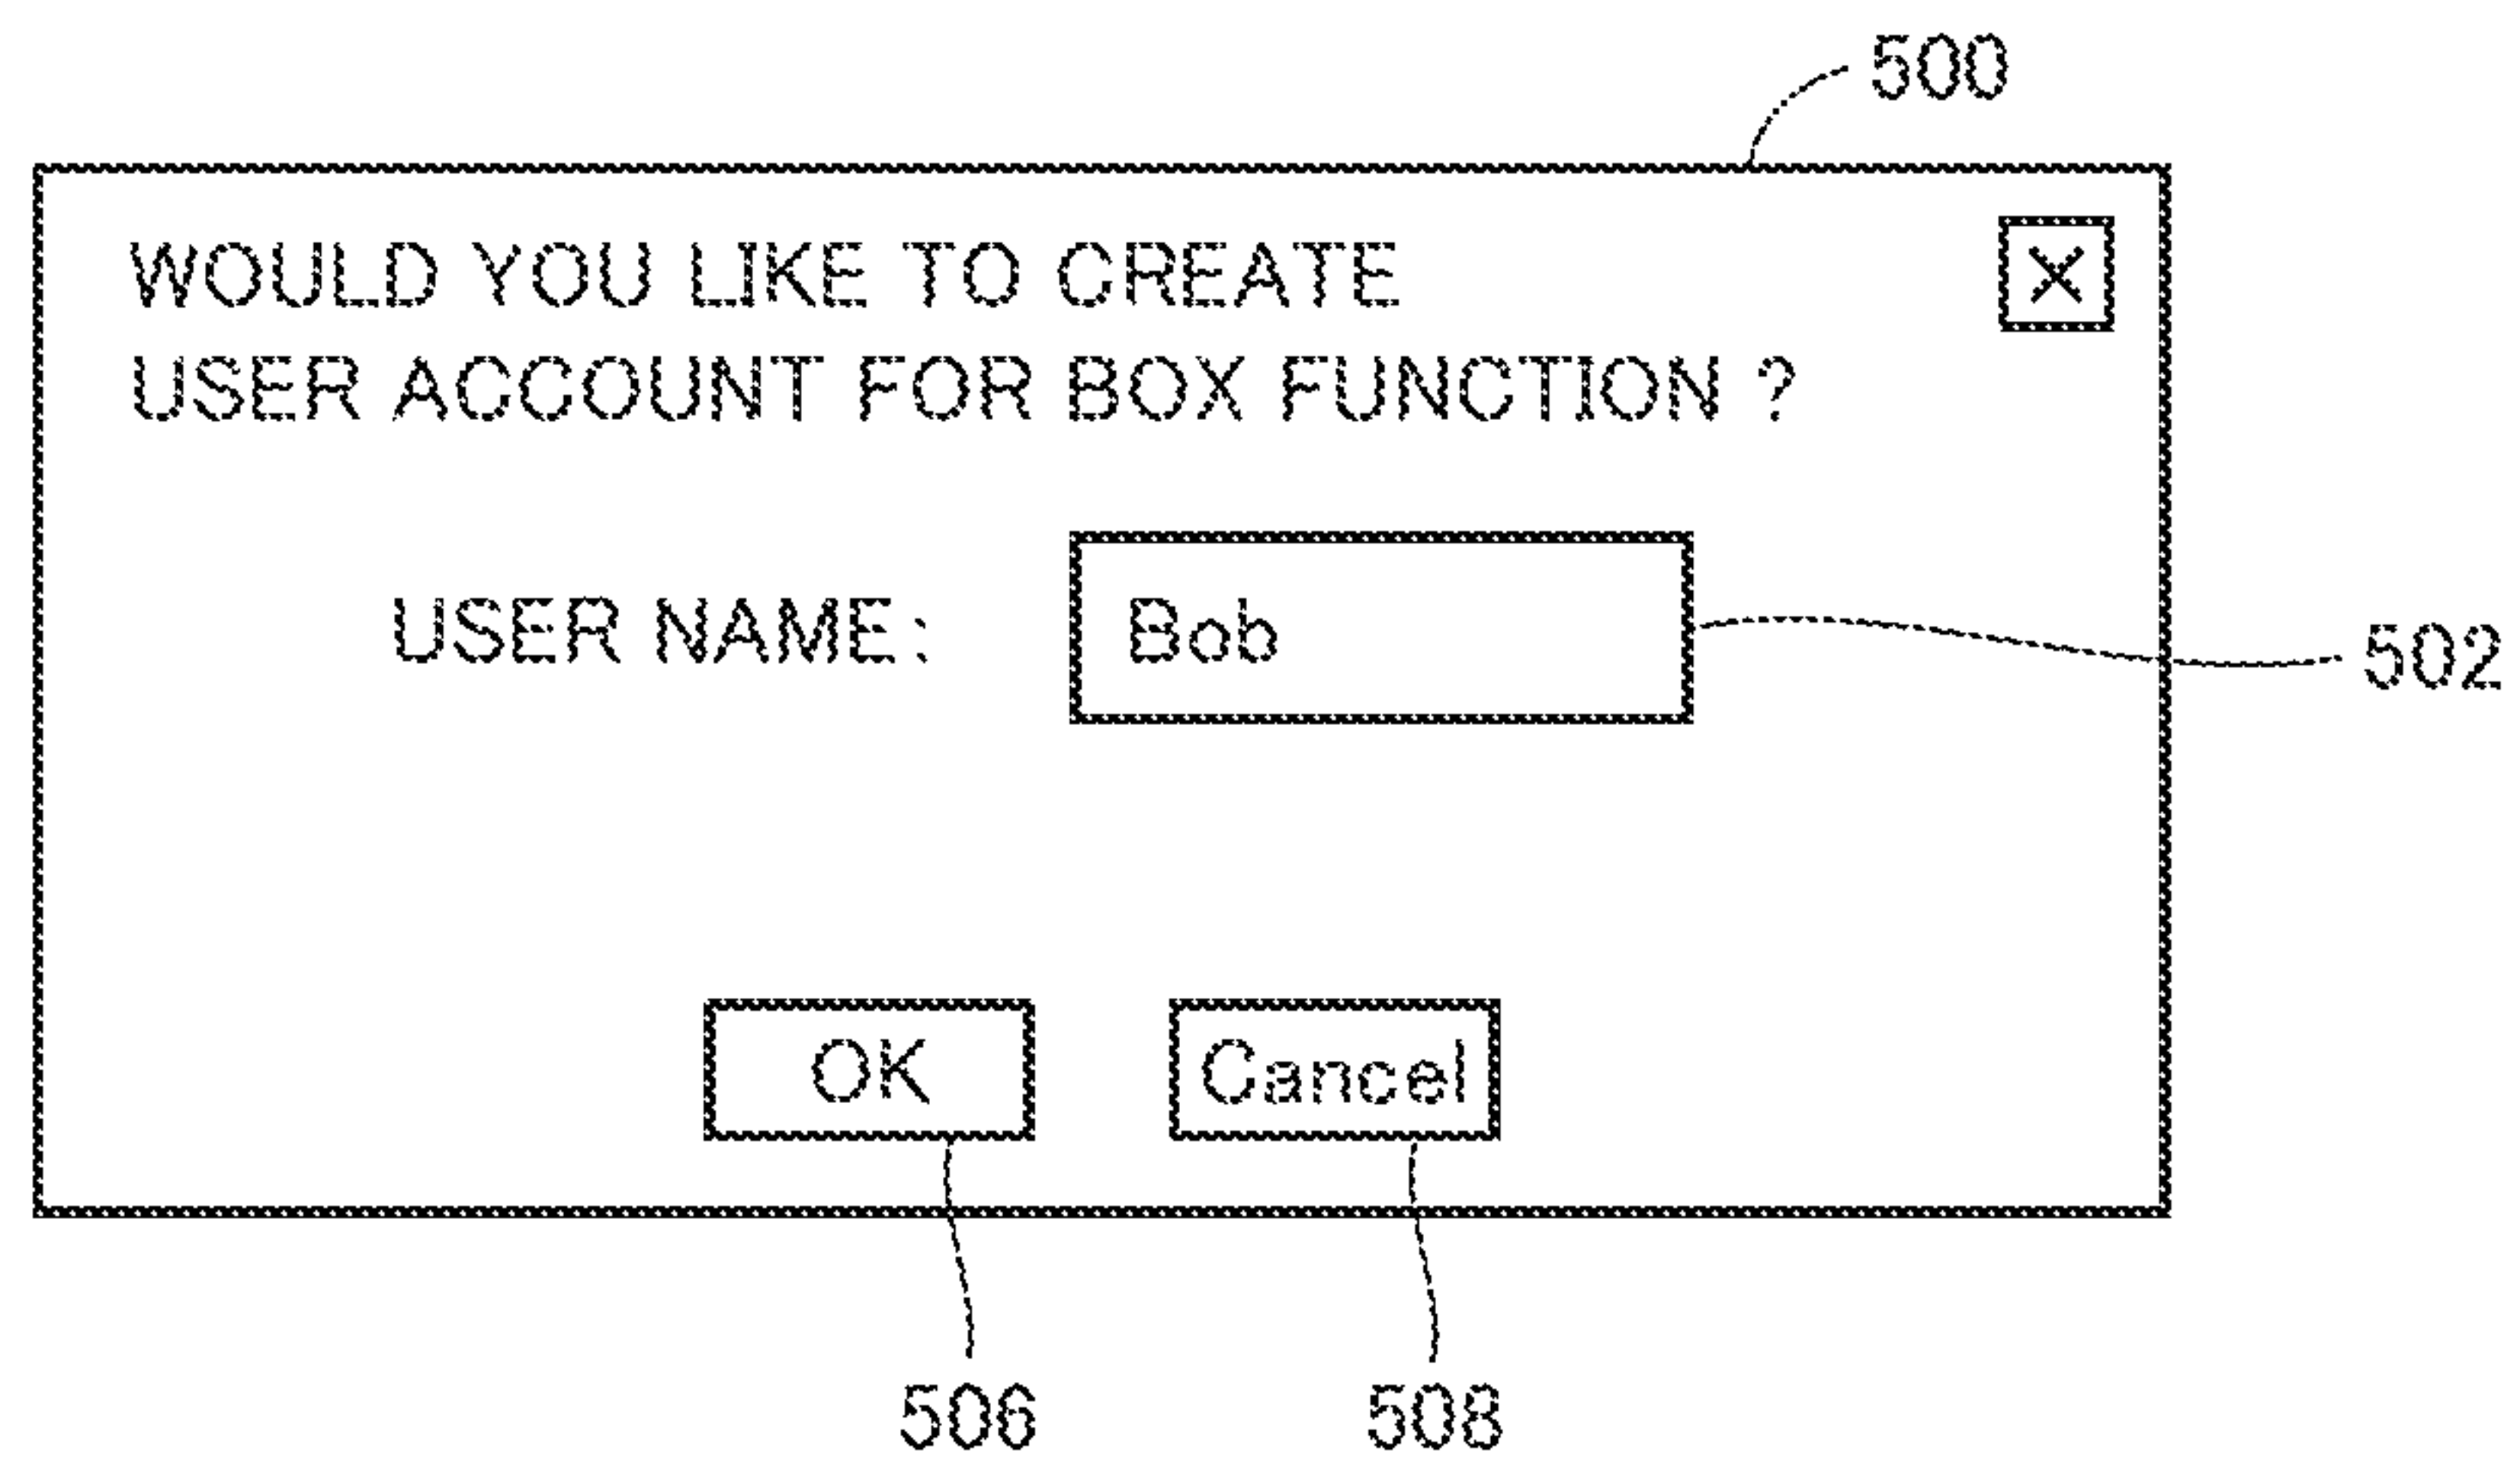 500
WOULD YOU LIKE TO CREATE
USER ACCOUNT FOR BOX FUNCTION ?
X
USER NAME: Bob
502
OK Cancel
506 508